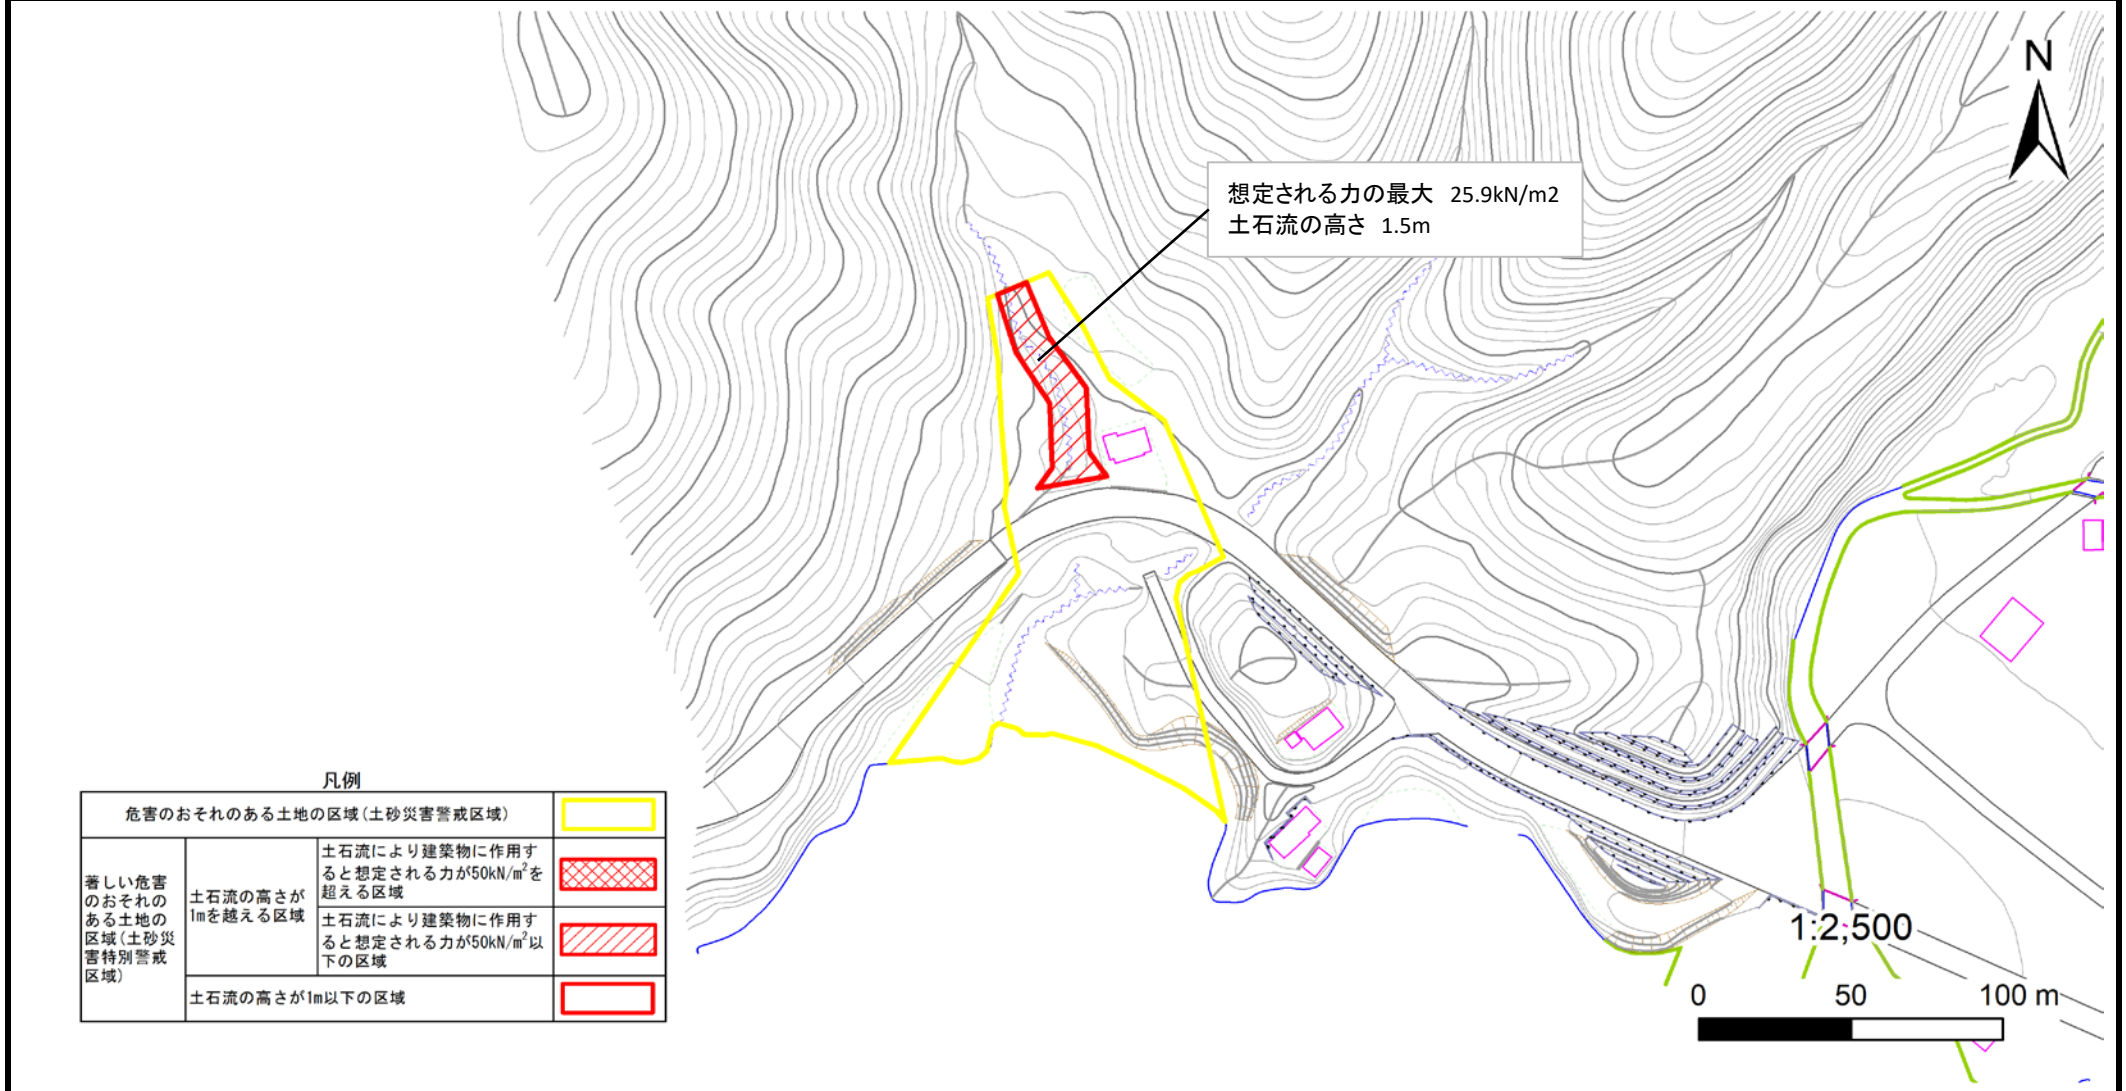 N
想定される力の最大 25.9kN/m2
土石流の高さ 1.5m
凡例
危害のおそれのある土地の区域(土砂災害警戒区域)
著しい危害
のおそれの
ある土地の
区域(土砂災
害特別警戒
区域)
土石流の高さが
1mを越える区域
土石流により建築物に作用す
ると想定される力が50kN/m²を
超える区域
土石流により建築物に作用す
ると想定される力が50kN/m²以
下の区域
土石流の高さが1m以下の区域
1:2,500
0 50 100 m